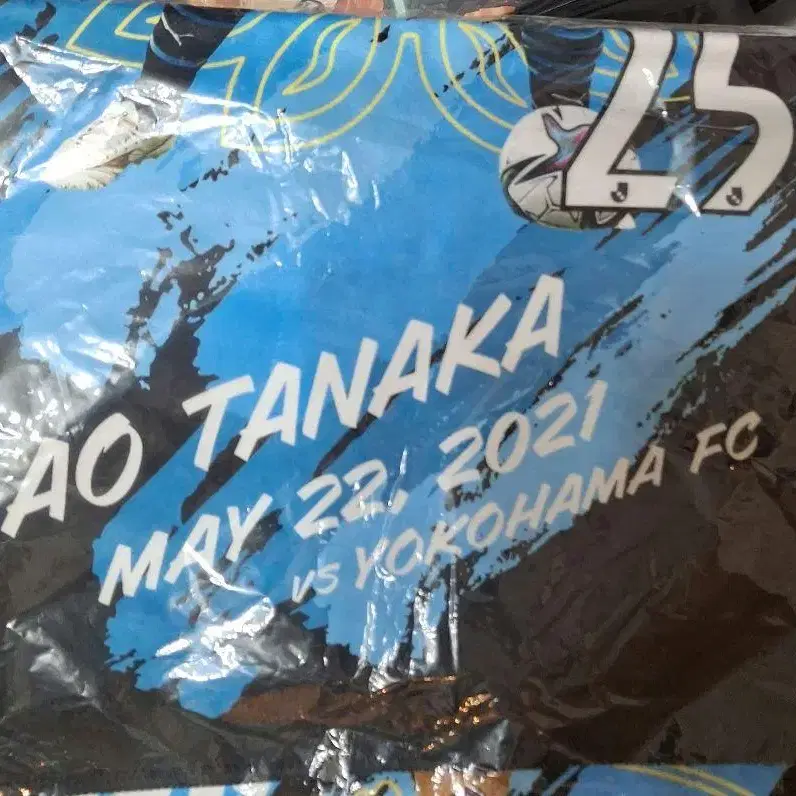 25
AO TANAKA
MAY 22, 2021
VS YOKOHAMA FC